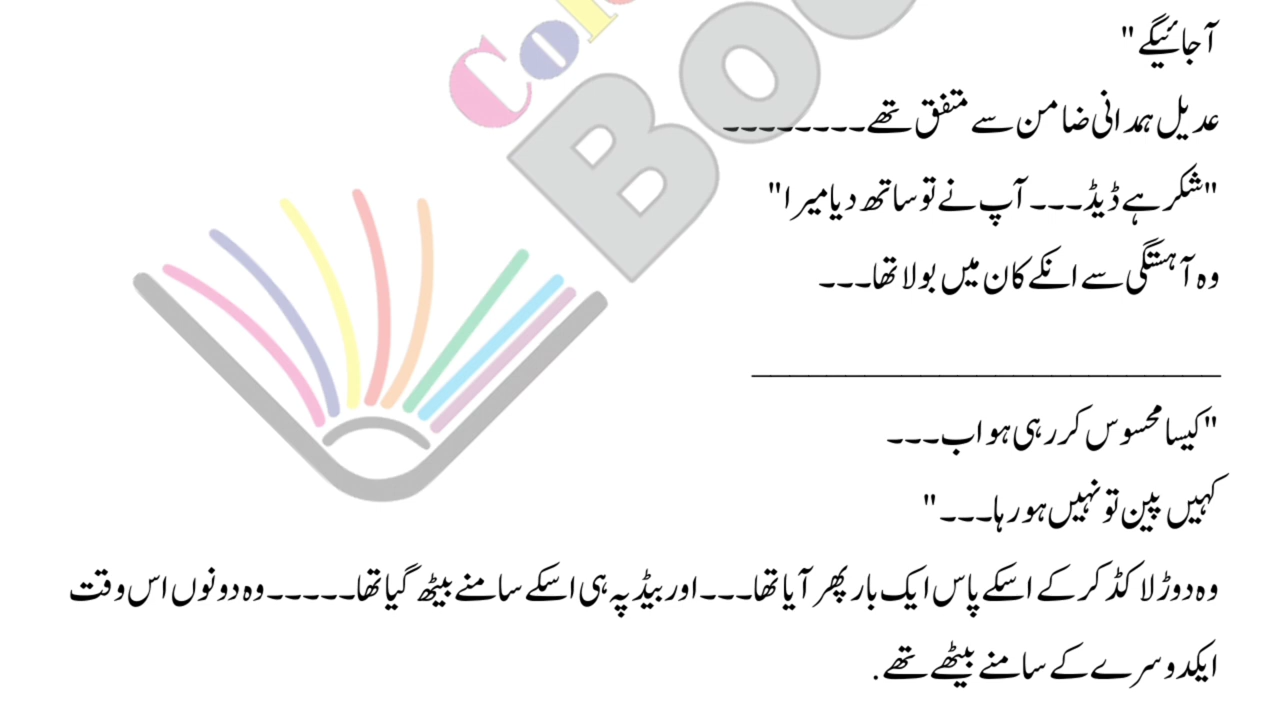 آجائیگے"
عدیل ہمدانی ضامن سے متفق تھے۔۔۔۔۔۔۔۔
"شکر ہے ڈیڈ۔۔۔ آپ نے تو ساتھ دیا میرا"
وہ آہستگی سے انکے کان میں بولا تھا۔۔۔
__________________________
"کیسا محسوس کر رہی ہو اب۔۔۔
کہیں پین تو نہیں ہو رہا۔۔۔"
وہ دوڑ لاکڈ کر کے اسکے پاس ایک بار پھر آیا تھا۔۔۔اور بیڈ پہ ہی اسکے سامنے بیٹھ گیا تھا۔۔۔۔۔وہ دونوں اس وقت
ایکدوسرے کے سامنے بیٹھے تھے.